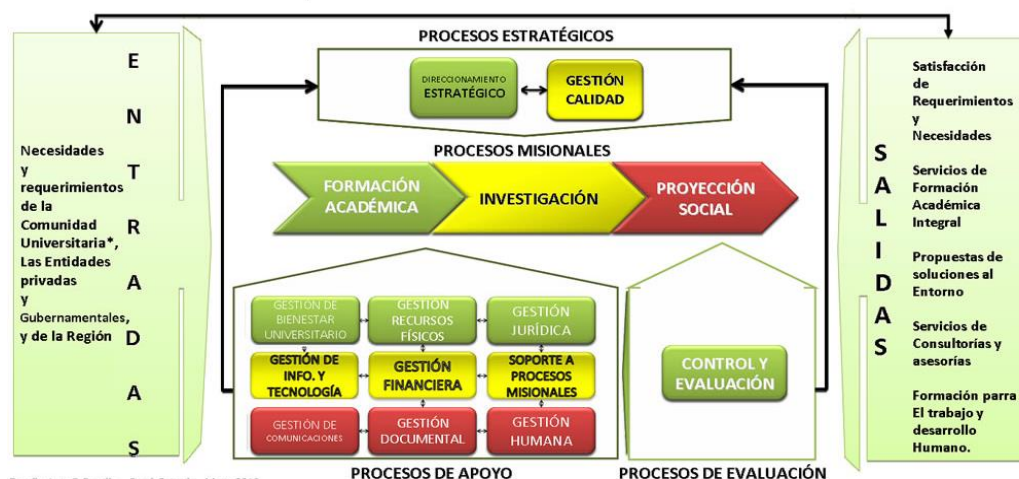 PROCESOS ESTRATÉGICOS
DIRECCIONAMIENTO
ESTRATÉGICO
GESTIÓN
CALIDAD
PROCESOS MISIONALES
FORMACIÓN
ACADÉMICA
INVESTIGACIÓN
PROYECCIÓN
SOCIAL
ENTRADAS
Necesidades
y
requerimientos
de la
Comunidad
Universitaria*,
Las Entidades
privadas
y
Gubernamentales,
y de la Región
GESTIÓN DE
BIENESTAR
UNIVERSITARIO
GESTIÓN
RECURSOS
FÍSICOS
GESTIÓN
JURÍDICA
GESTIÓN DE
INFO. Y
TECNOLOGÍA
GESTIÓN
FINANCIERA
SOPORTE A
PROCESOS
MISIONALES
GESTIÓN DE
COMUNICACIONES
GESTIÓN
DOCUMENTAL
GESTIÓN
HUMANA
PROCESOS DE APOYO
CONTROL Y
EVALUACIÓN
PROCESOS DE EVALUACIÓN
SALIDAS
Satisfacción
de
Requerimientos
y
Necesidades
Servicios de
Formación
Académica
Integral
Propuestas de
soluciones al
Entorno
Servicios de
Consultorías y
asesorías
Formación parra
El trabajo y
desarrollo
Humano.